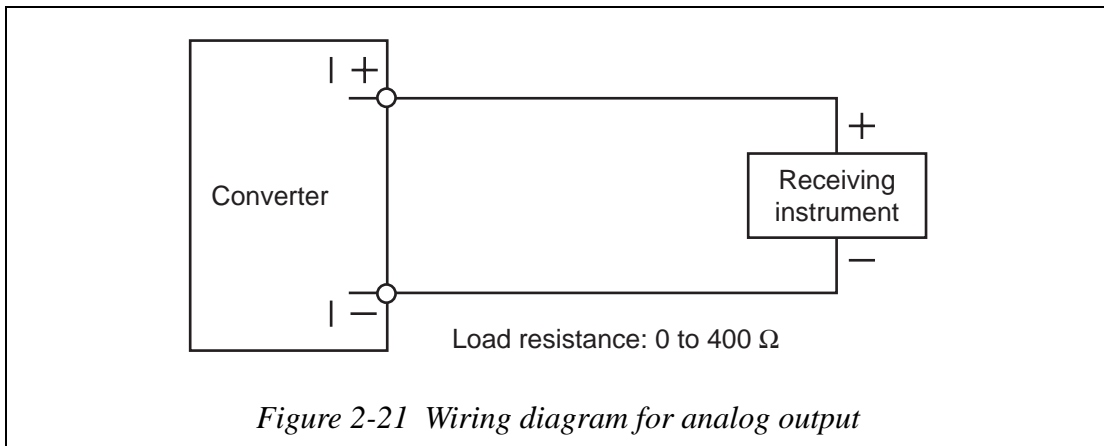 I +
+
Converter
Receiving
instrument
−
I −
Load resistance: 0 to 400 Ω
Figure 2-21 Wiring diagram for analog output